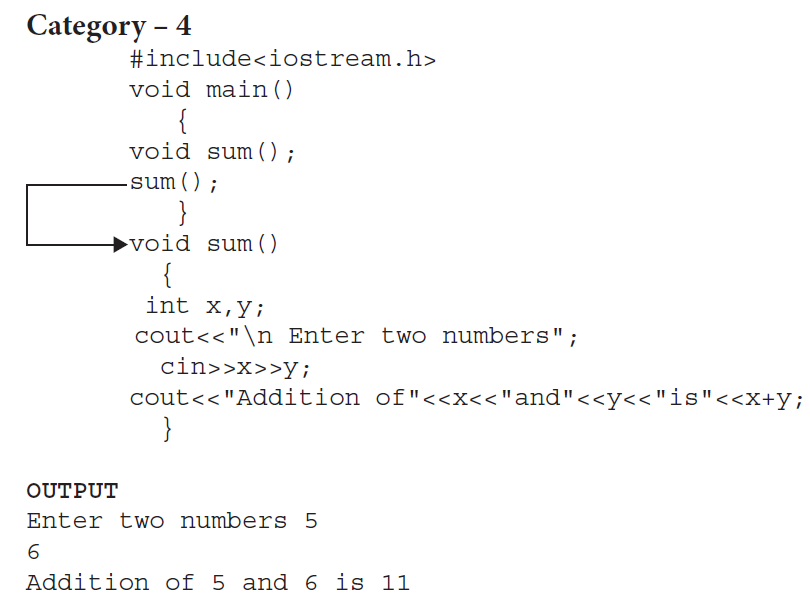 Category – 4
#include<iostream.h>
void main()
{
void sum();
sum();
}
void sum()
{
int x,y;
cout<<"\n Enter two numbers";
cin>>x>>y;
cout<<"Addition of"<<x<<"and"<<y<<"is"<<x+y;
}
OUTPUT
Enter two numbers 5
6
Addition of 5 and 6 is 11